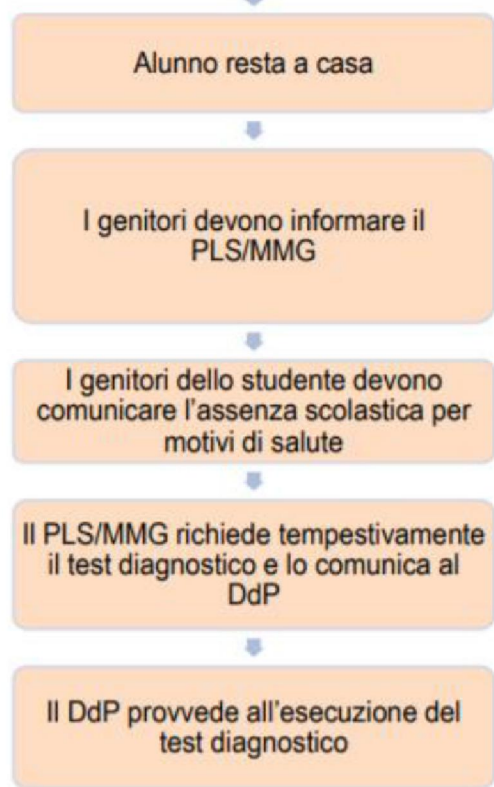 Alunno resta a casa
I genitori devono informare il
PLS/MMG
I genitori dello studente devono
comunicare l'assenza scolastica per
motivi di salute
Il PLS/MMG richiede tempestivamente
il test diagnostico e lo comunica al
DdP
Il DdP provvede all'esecuzione del
test diagnostico